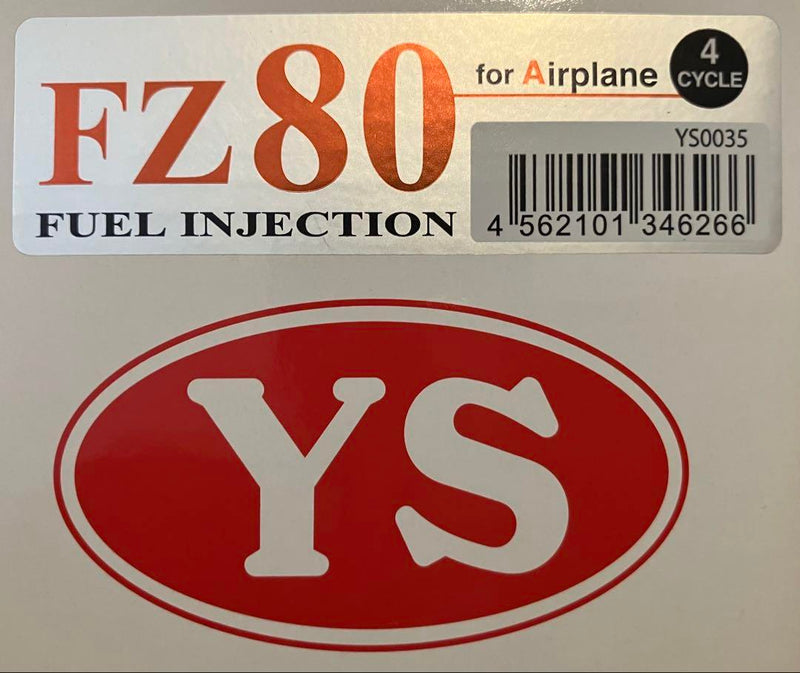 FZ80
for Airplane
4
CYCLE
FUEL INJECTION
YS0035
4 562101 346266
YS